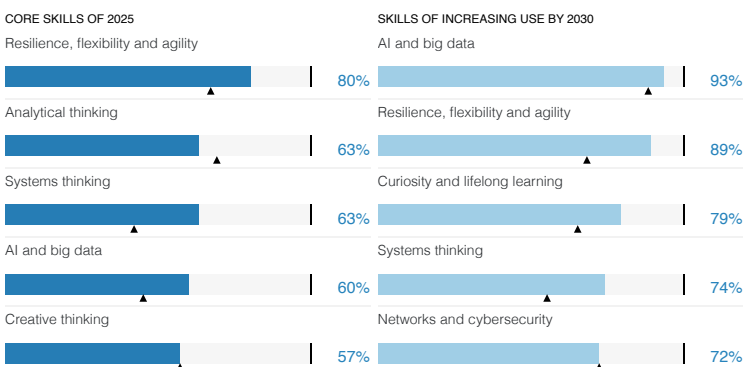 CORE SKILLS OF 2025
Resilience, flexibility and agility
80%
Analytical thinking
63%
Systems thinking
63%
AI and big data
60%
Creative thinking
57%
SKILLS OF INCREASING USE BY 2030
AI and big data
93%
Resilience, flexibility and agility
89%
Curiosity and lifelong learning
79%
Systems thinking
74%
Networks and cybersecurity
72%